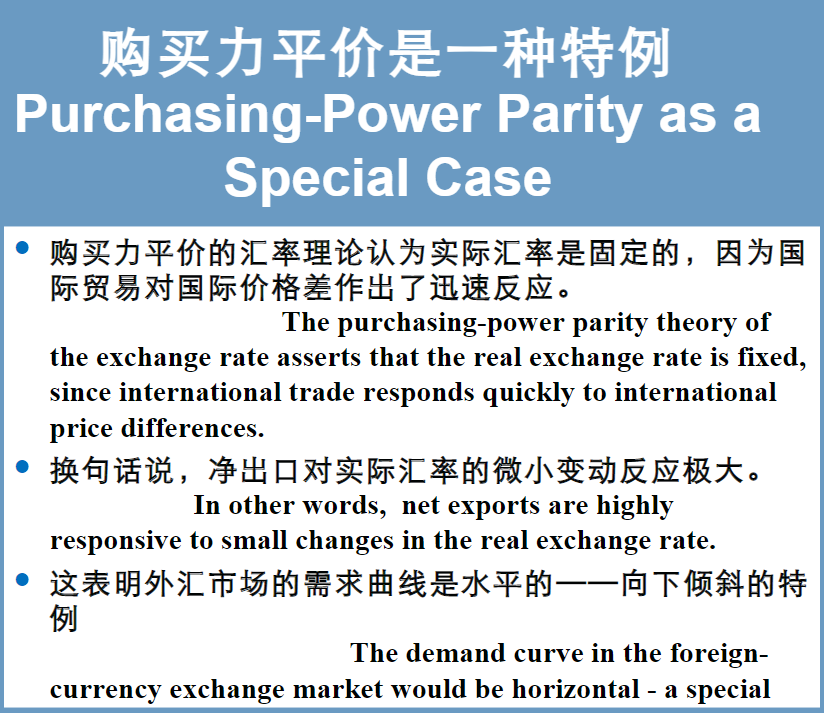 购买力平价是一种特例
Purchasing-Power Parity as a
Special Case
• 购买力平价的汇率理论认为实际汇率是固定的，因为国
际贸易对国际价格差作出了迅速反应。
The purchasing-power parity theory of
the exchange rate asserts that the real exchange rate is fixed,
since international trade responds quickly to international
price differences.
• 换句话说，净出口对实际汇率的微小变动反应极大。
In other words, net exports are highly
responsive to small changes in the real exchange rate.
• 这表明外汇市场的需求曲线是水平的——向下倾斜的特
例
The demand curve in the foreign-
currency exchange market would be horizontal - a special